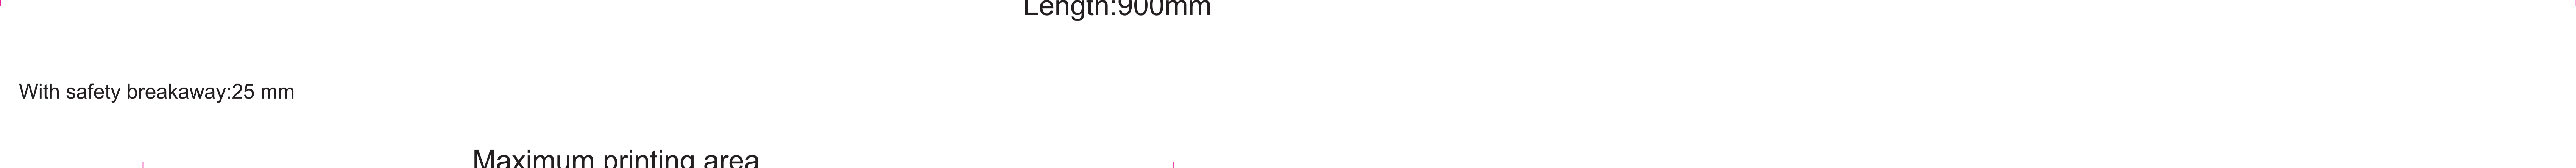 Length:900mm
With safety breakaway:25 mm
Maximum printing area